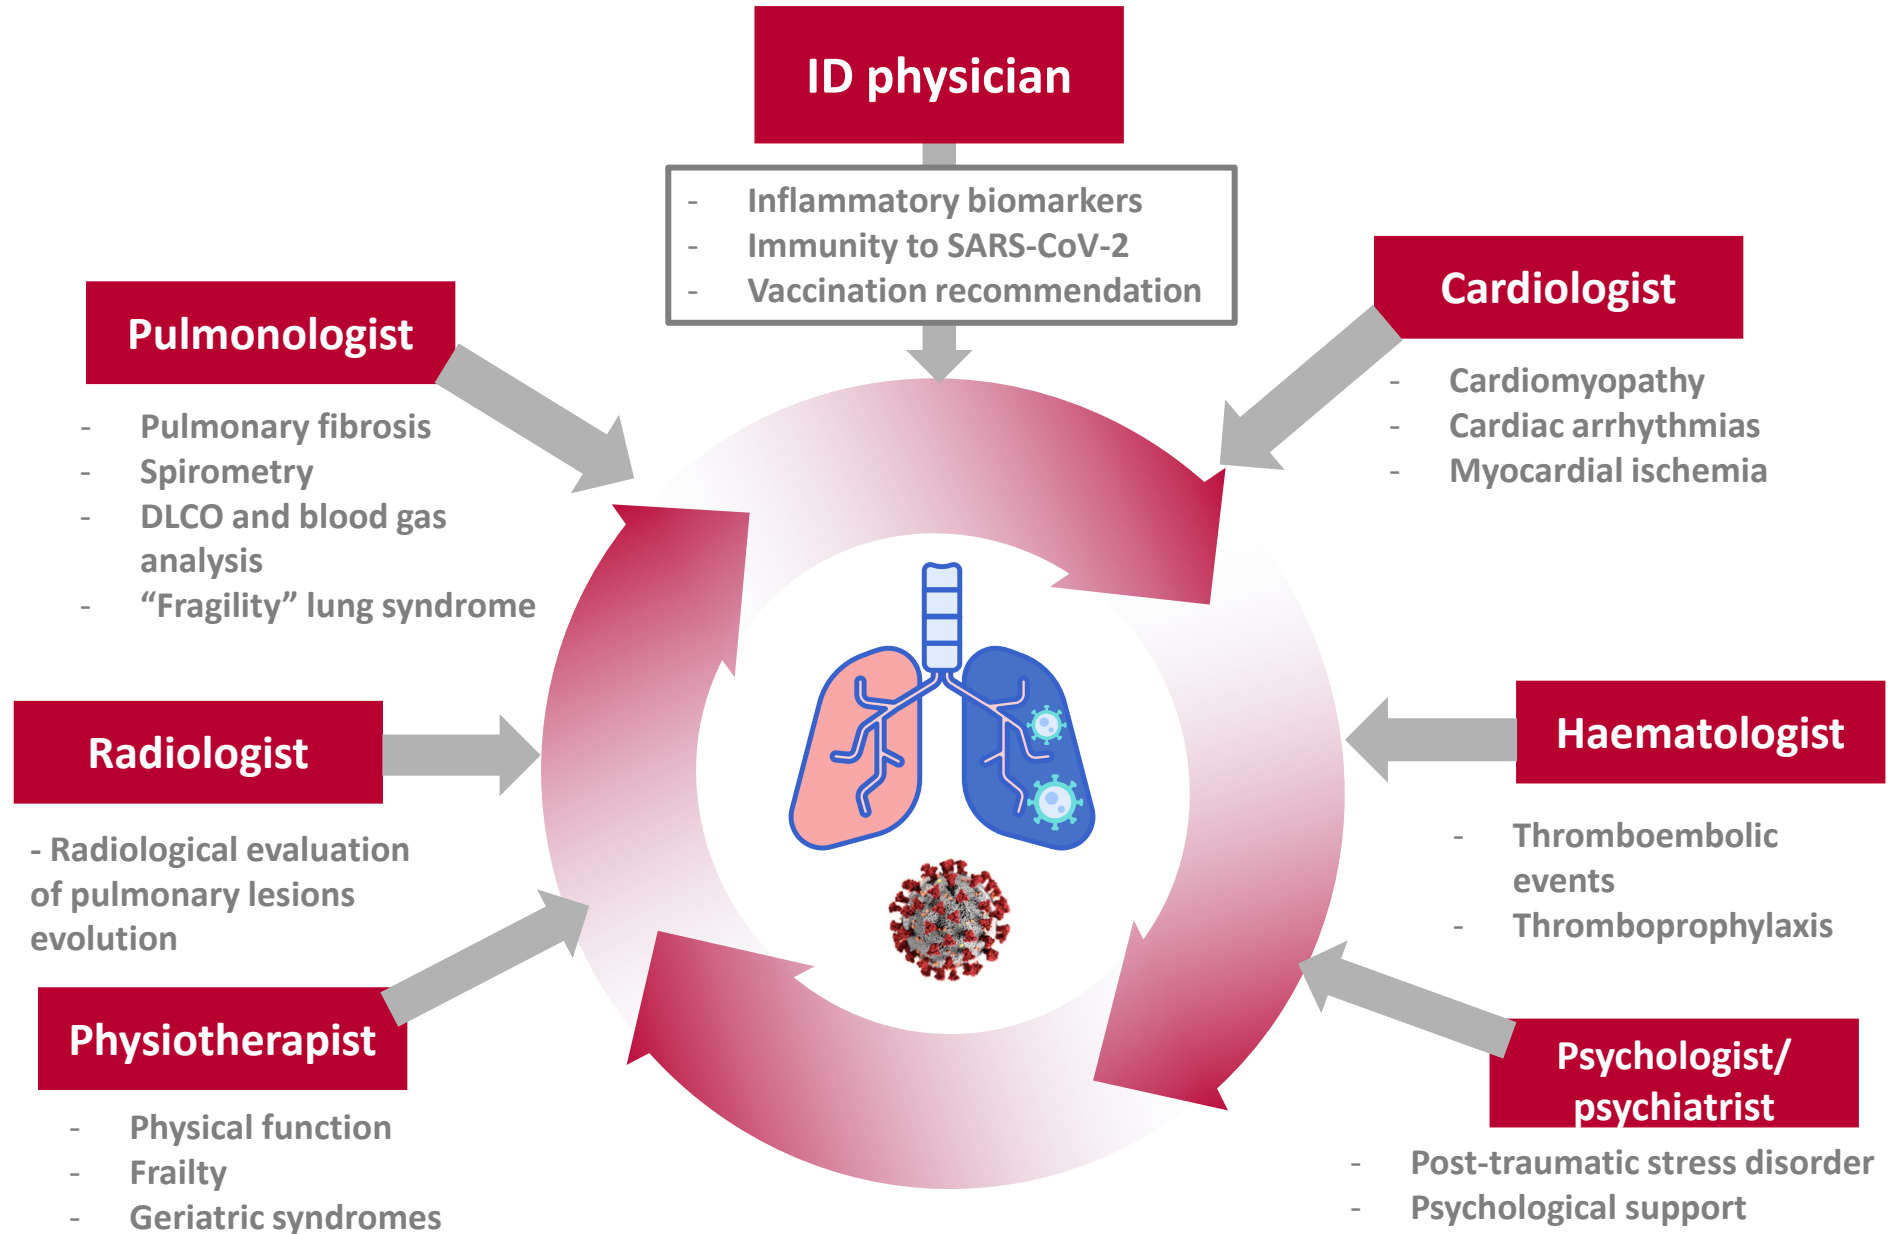 ID physician
- Inflammatory biomarkers
- Immunity to SARS-CoV-2
- Vaccination recommendation
Cardiologist
- Cardiomyopathy
- Cardiac arrhythmias
- Myocardial ischemia
Pulmonologist
- Pulmonary fibrosis
- Spirometry
- DLCO and blood gas
analysis
- “Fragility” lung syndrome
Radiologist
- Radiological evaluation
of pulmonary lesions
evolution
Haematologist
- Thromboembolic
events
- Thromboprophylaxis
Physiotherapist
- Physical function
- Frailty
- Geriatric syndromes
Psychologist/
psychiatrist
- Post-traumatic stress disorder
- Psychological support